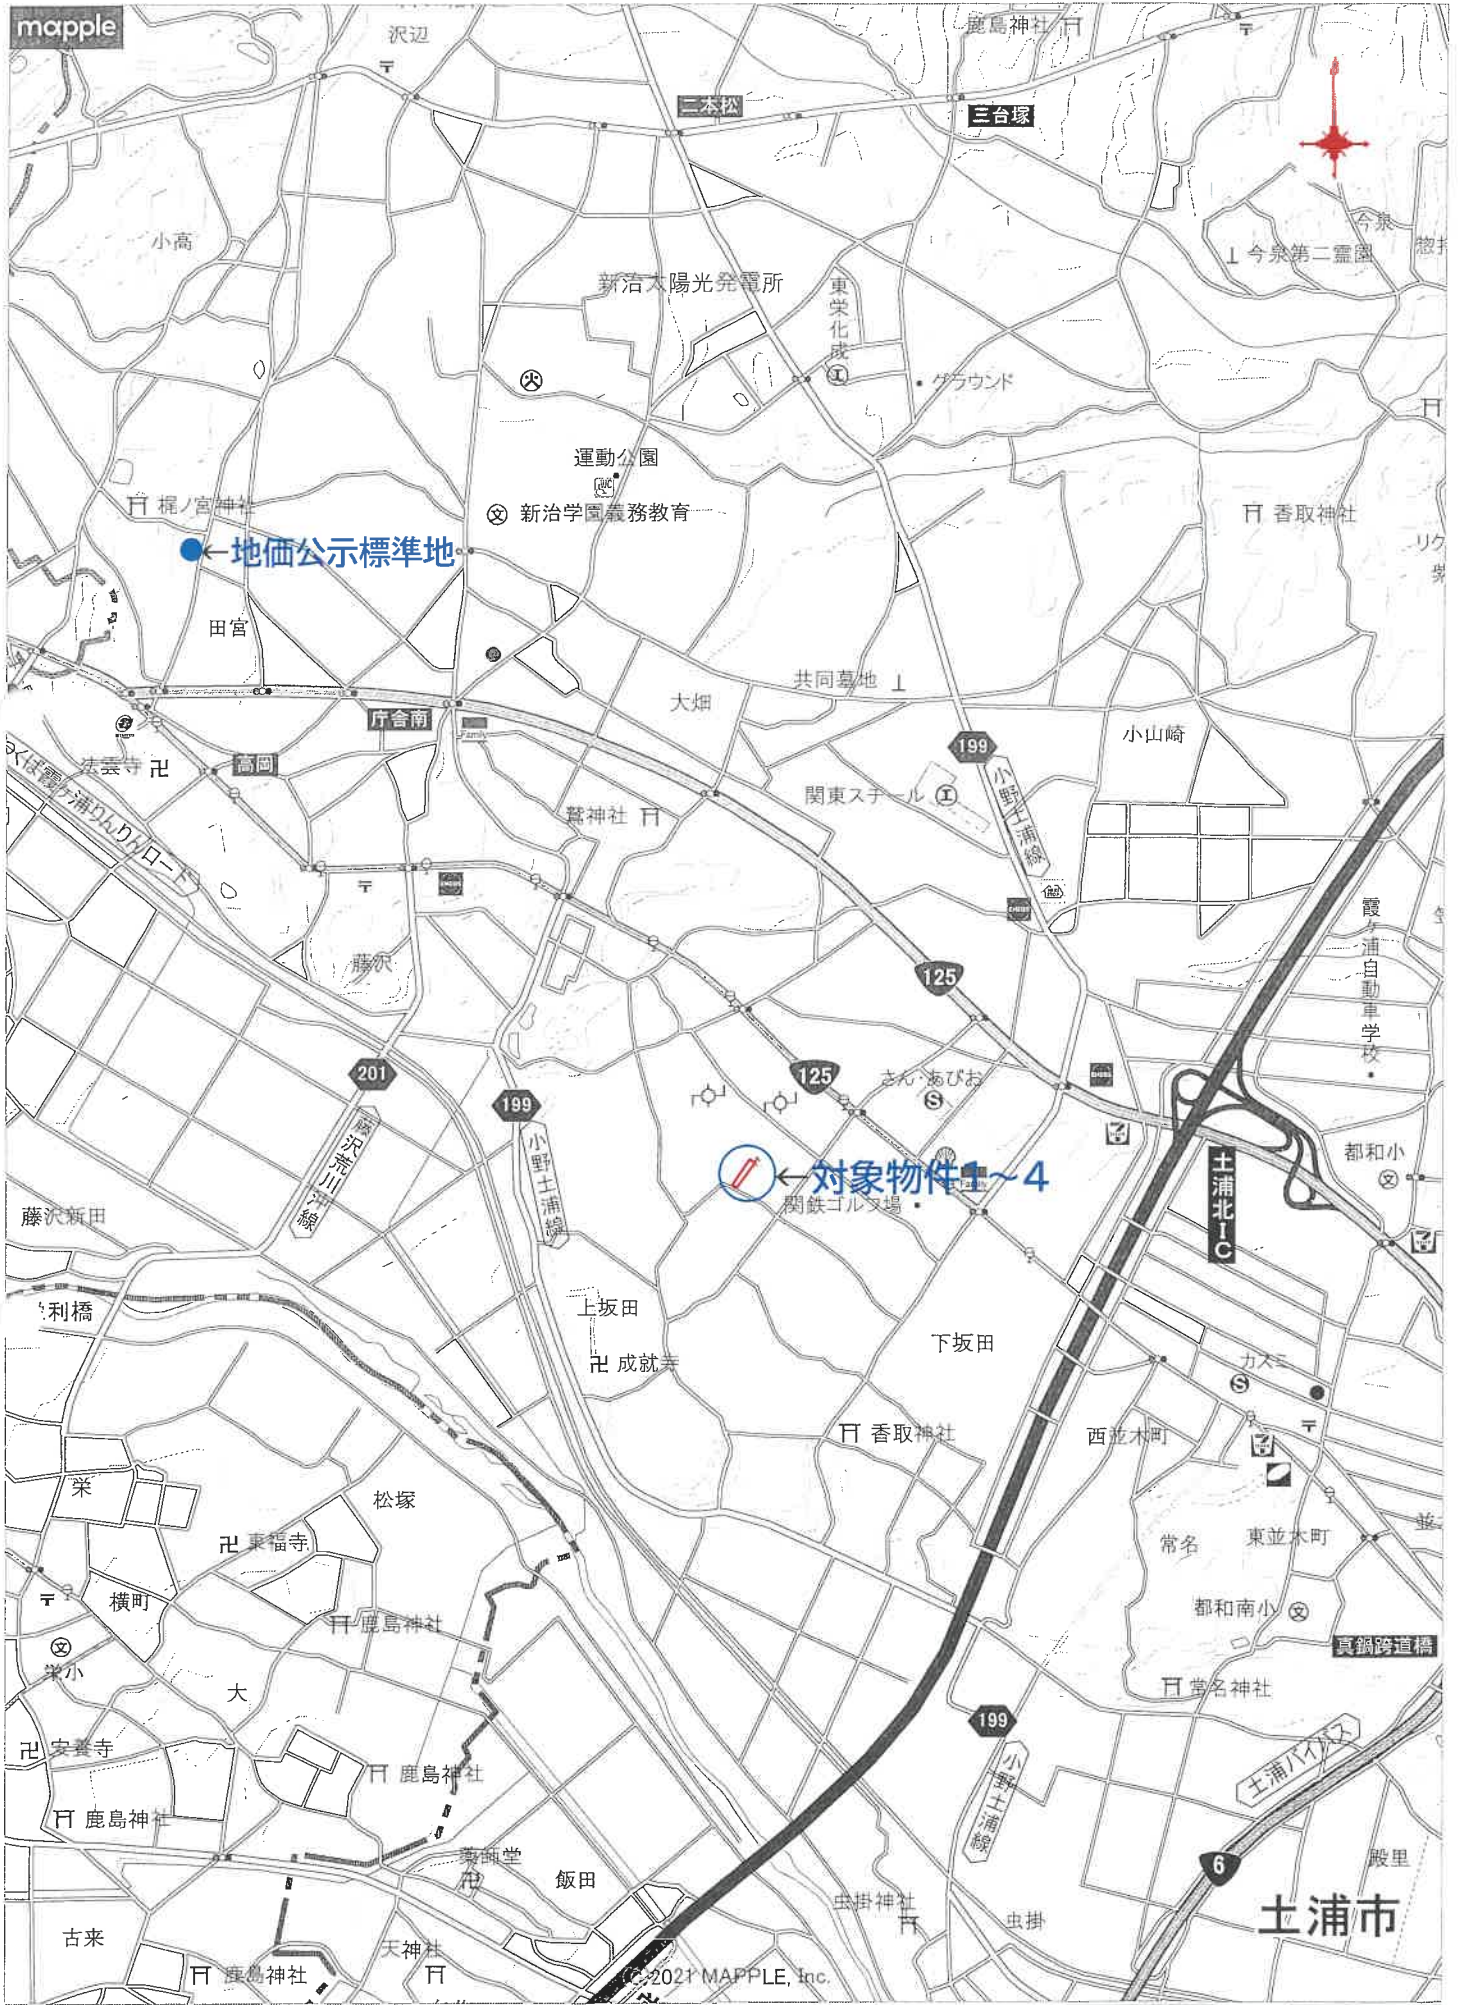 mapple
沢辺
鹿島神社
二本松
三台塚
小高
今泉
今泉第二霊園
新治太陽光発電所
東栄化成
グラウンド
運動公園
WC
梶ノ宮神社
新治学園義務教育
香取神社
リク
←地価公示標準地
田宮
共同墓地
大畑
庁舎南
Family
小山崎
199
法雲寺
高岡
関東スチール
小野土浦線
鷲神社
くば霞ヶ浦りんりんロード
霞ヶ浦自動車学校
藤沢
125
201
125
さん・あぴお
199
都和小
藤沢荒川沖線
小野土浦線
土浦北IC
←対象物件1~4
Family
関鉄ゴルフ場
藤沢新田
利橋
上坂田
下坂田
成就寺
カスミ
香取神社
西並木町
栄
松塚
東福寺
常名
東並木町
横町
都和南小
鹿島神社
真鍋跨道橋
栄小
大
常名神社
199
安養寺
鹿島神社
小野土浦線
土浦バイパス
鹿島神社
薬師堂
飯田
6
殿里
虫掛神社
虫掛
土浦市
古来
天神社
鹿島神社
(C)2021 MAPPLE, Inc.